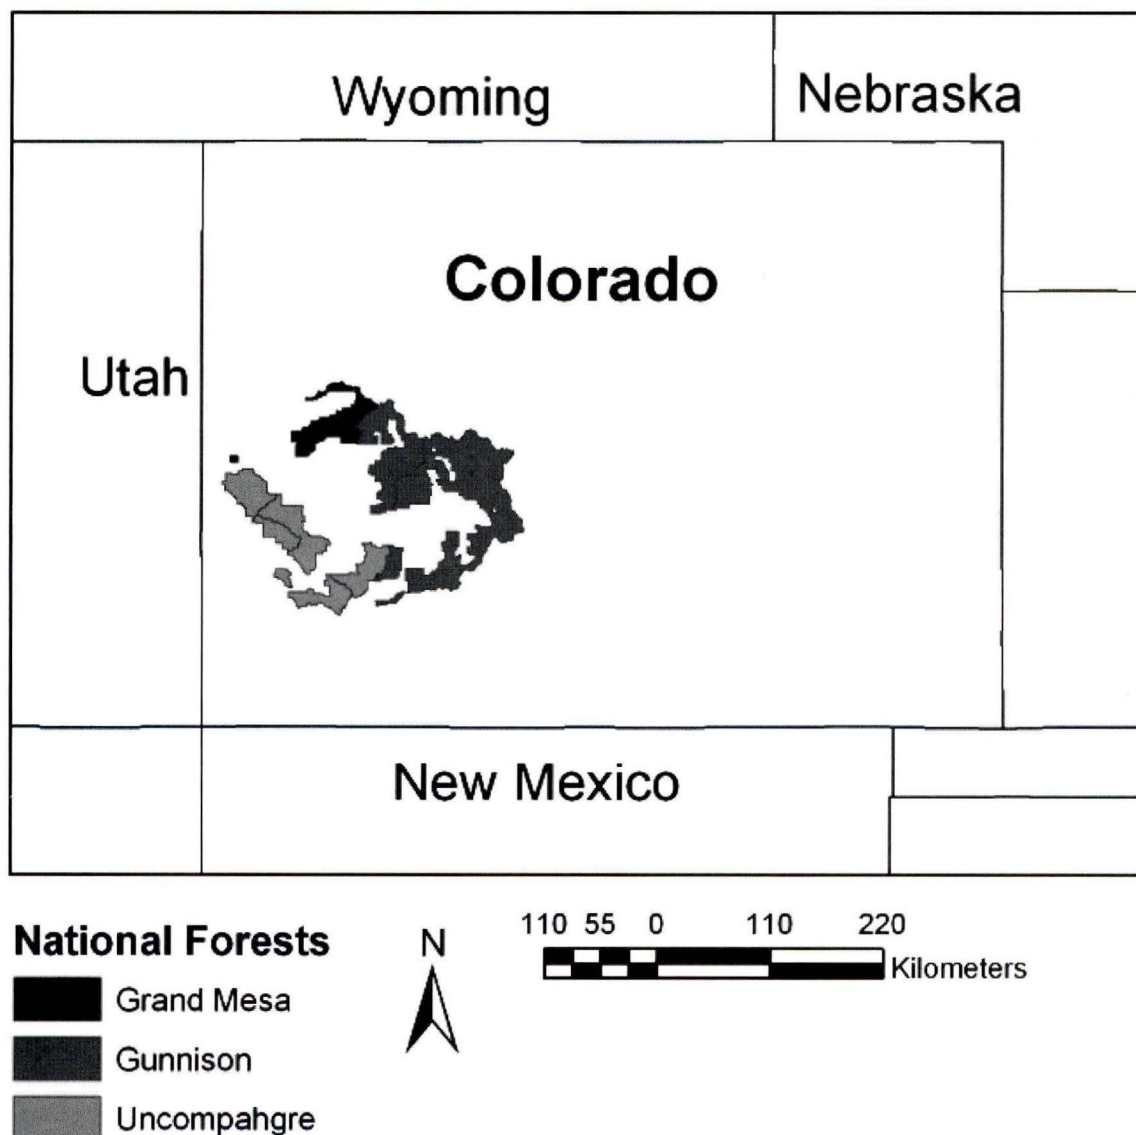 Wyoming
Nebraska
Colorado
Utah
New Mexico
National Forests
Grand Mesa
Gunnison
Uncompahgre
N
110 55 0 110 220
Kilometers